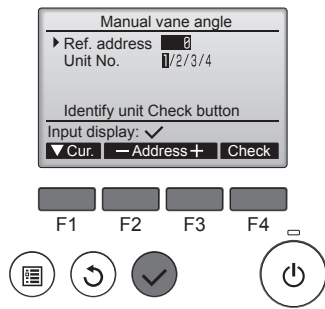 Manual vane angle
Ref. address 0
Unit No. 1/2/3/4
Identify unit Check button
Input display: ✓
▼Cur. −Address+ Check
F1 F2 F3 F4